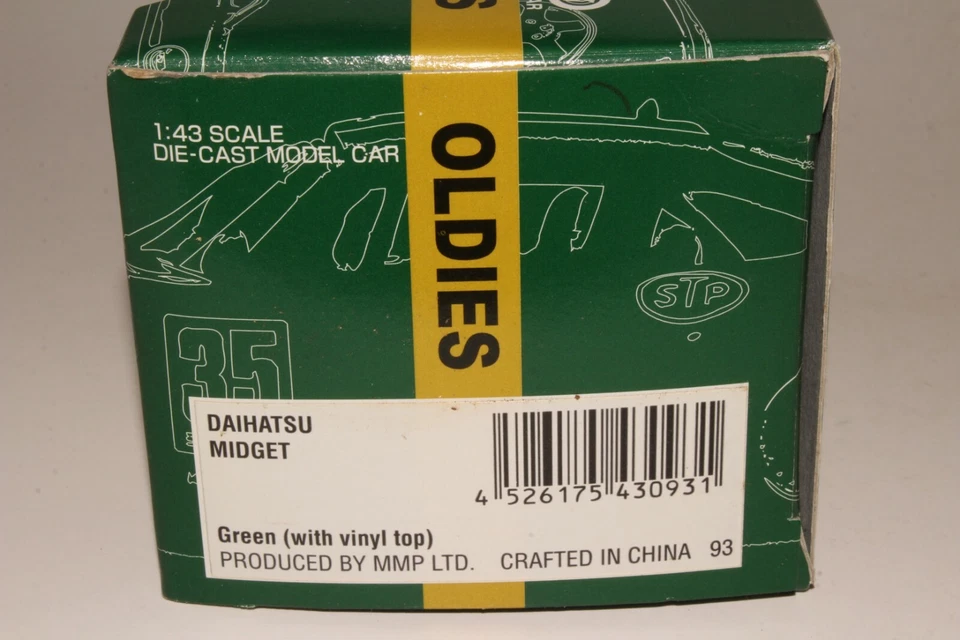 1:43 SCALE
DIE-CAST MODEL CAR
OLDIES
STP
35
DAIHATSU
MIDGET
4 526175 430931
Green (with vinyl top)
PRODUCED BY MMP LTD. CRAFTED IN CHINA 93